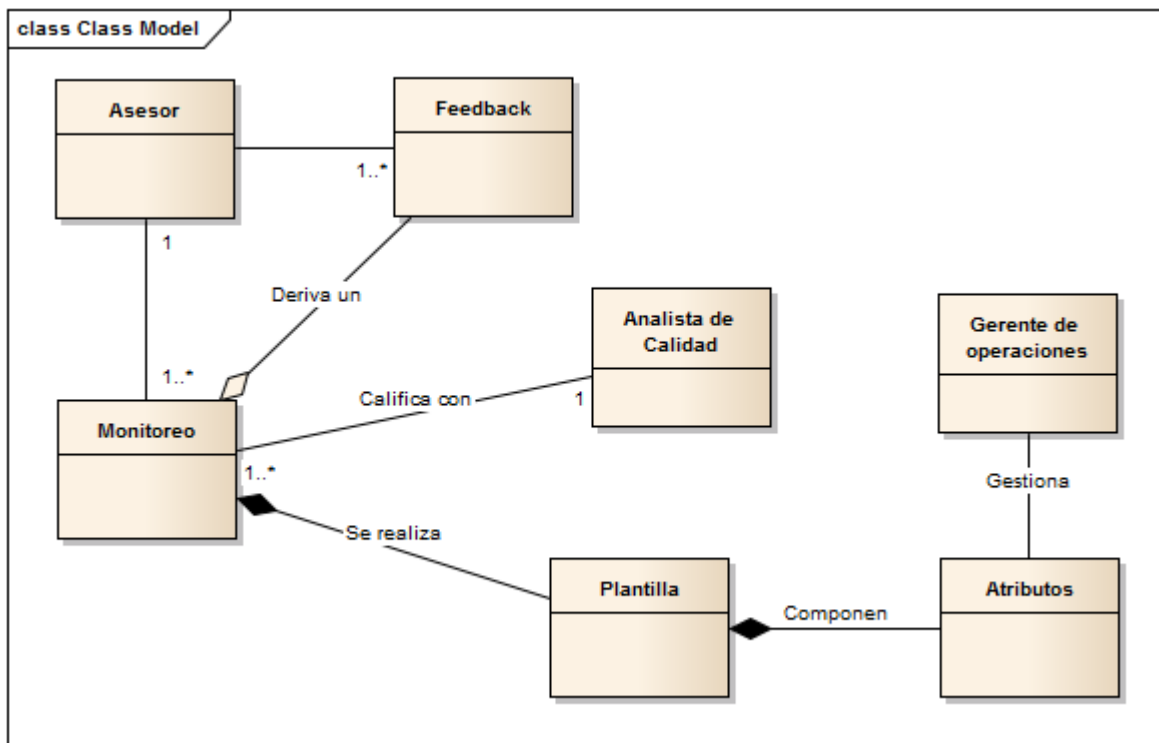 class Class Model
Asesor
Feedback
1..*
1
Deriva un
Analista de
Calidad
Gerente de
operaciones
1..*
Califica con
1
Monitoreo
1..*
Gestiona
Se realiza
Plantilla
Atributos
Componen